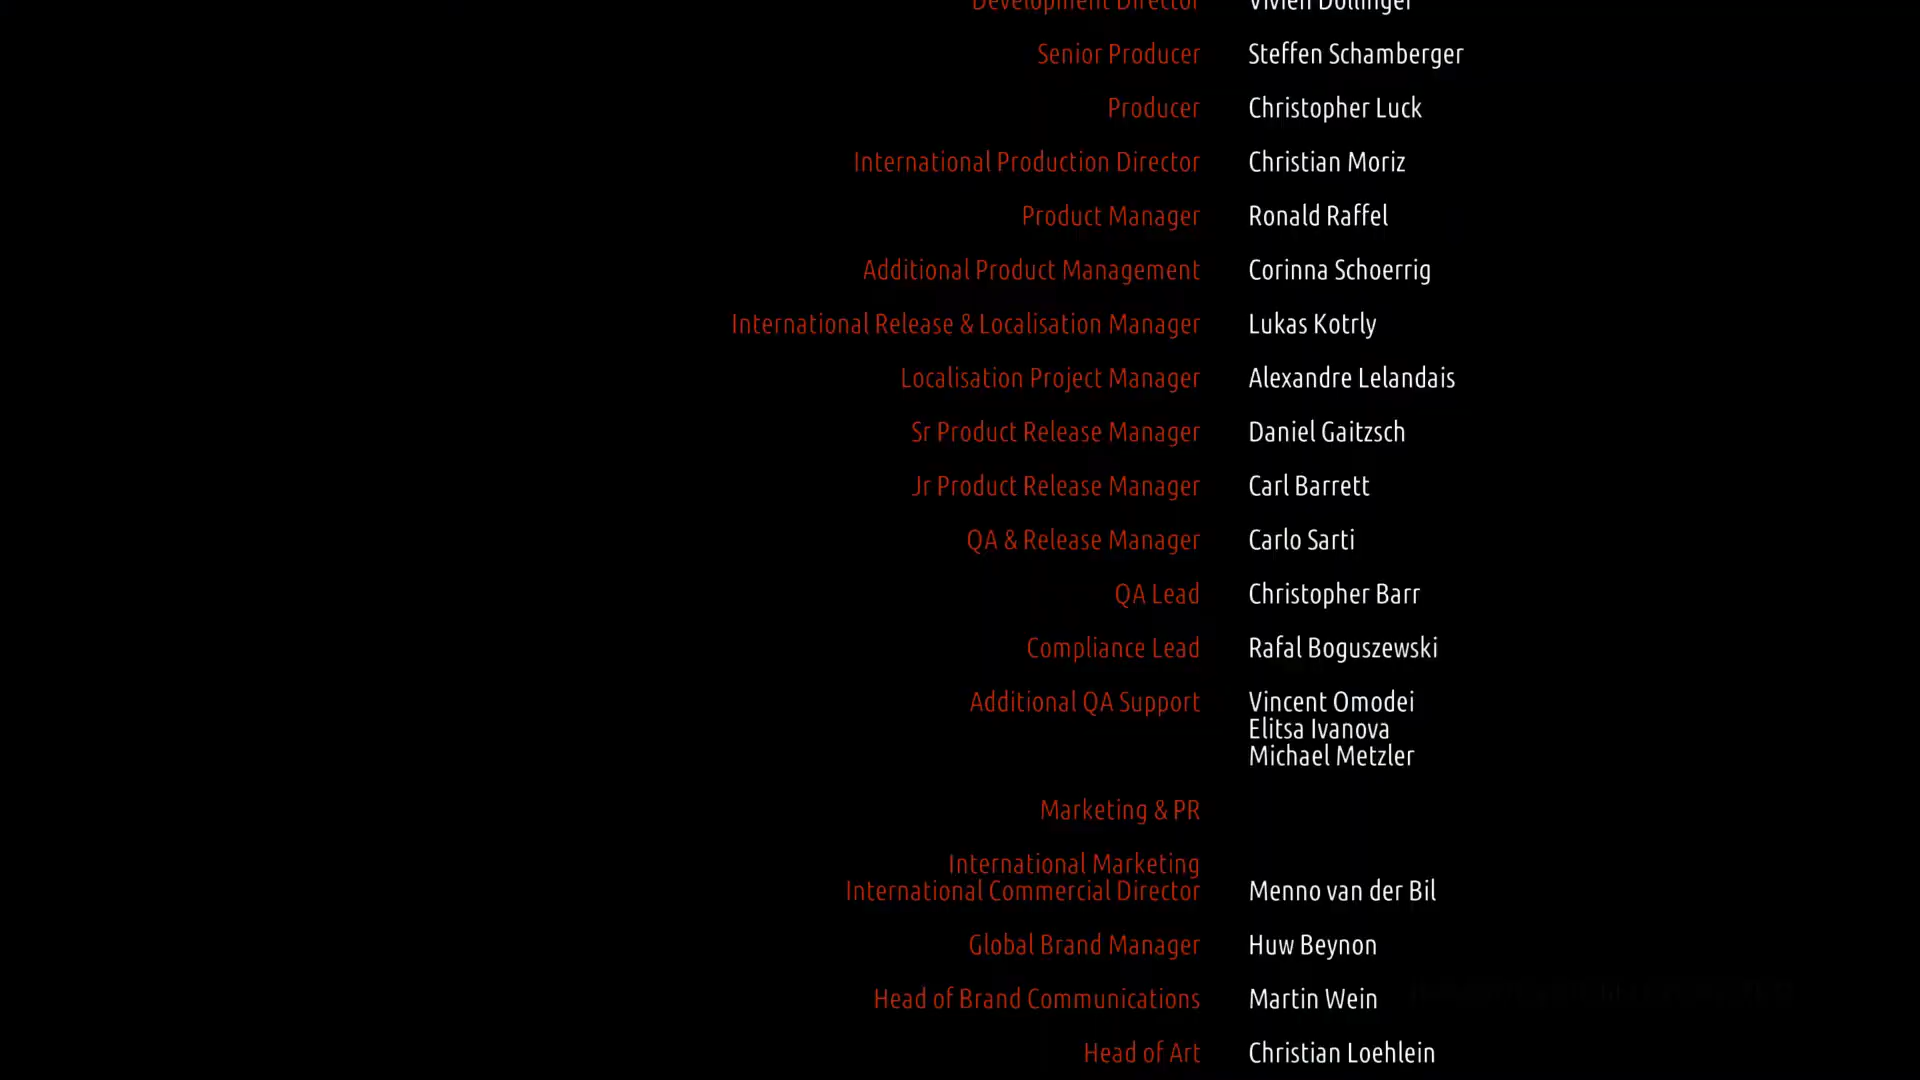 Development Director Vivien Dollinger
Senior Producer Steffen Schamberger
Producer Christopher Luck
International Production Director Christian Moriz
Product Manager Ronald Raffel
Additional Product Management Corinna Schoerrig
International Release & Localisation Manager Lukas Kotrly
Localisation Project Manager Alexandre Lelandais
Sr Product Release Manager Daniel Gaitzsch
Jr Product Release Manager Carl Barrett
QA & Release Manager Carlo Sarti
QA Lead Christopher Barr
Compliance Lead Rafal Boguszewski
Additional QA Support Vincent Omodei
Elitsa Ivanova
Michael Metzler
Marketing & PR
International Marketing
International Commercial Director Menno van der Bil
Global Brand Manager Huw Beynon
Head of Brand Communications Martin Wein
Head of Art Christian Loehlein